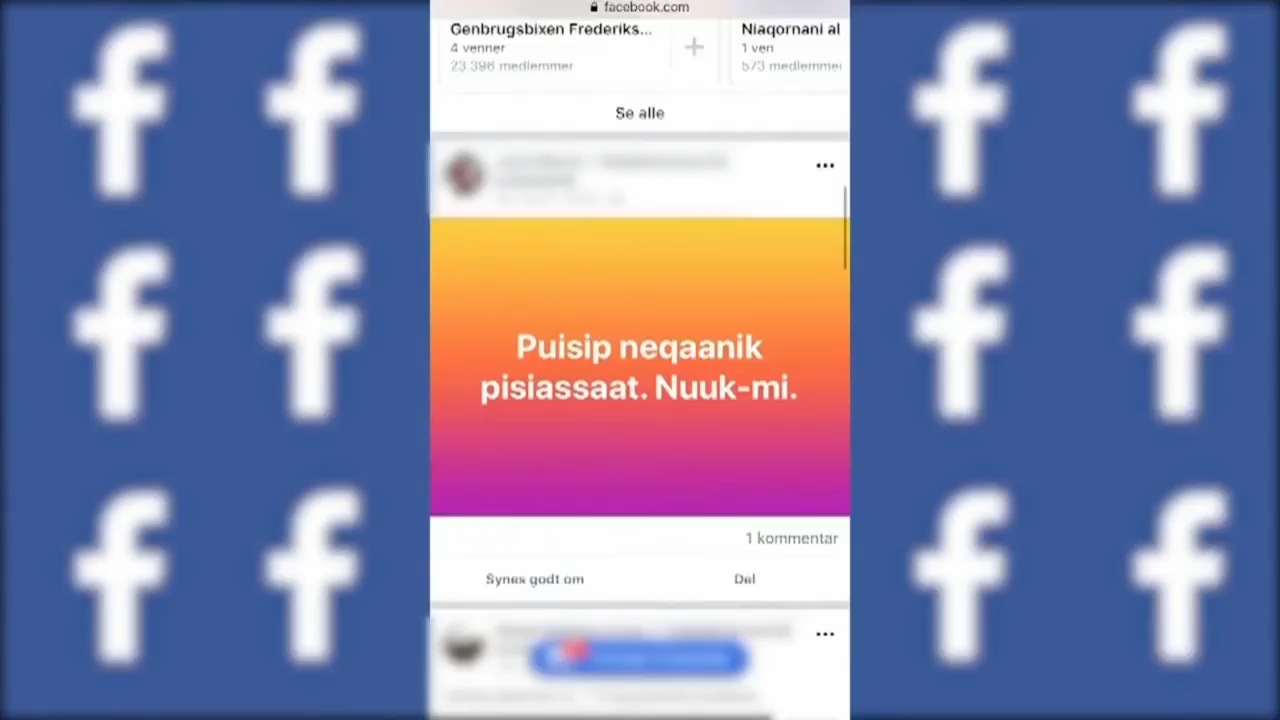 facebook.com
Genbrugsbixen Frederiks...
4 venner
23.396 medlemmer
Niaqornani al
1 ven
573 medlemmer
Se alle
Puisip neqaanik
pisiassaat. Nuuk-mi.
1 kommentar
Synes godt om
Del